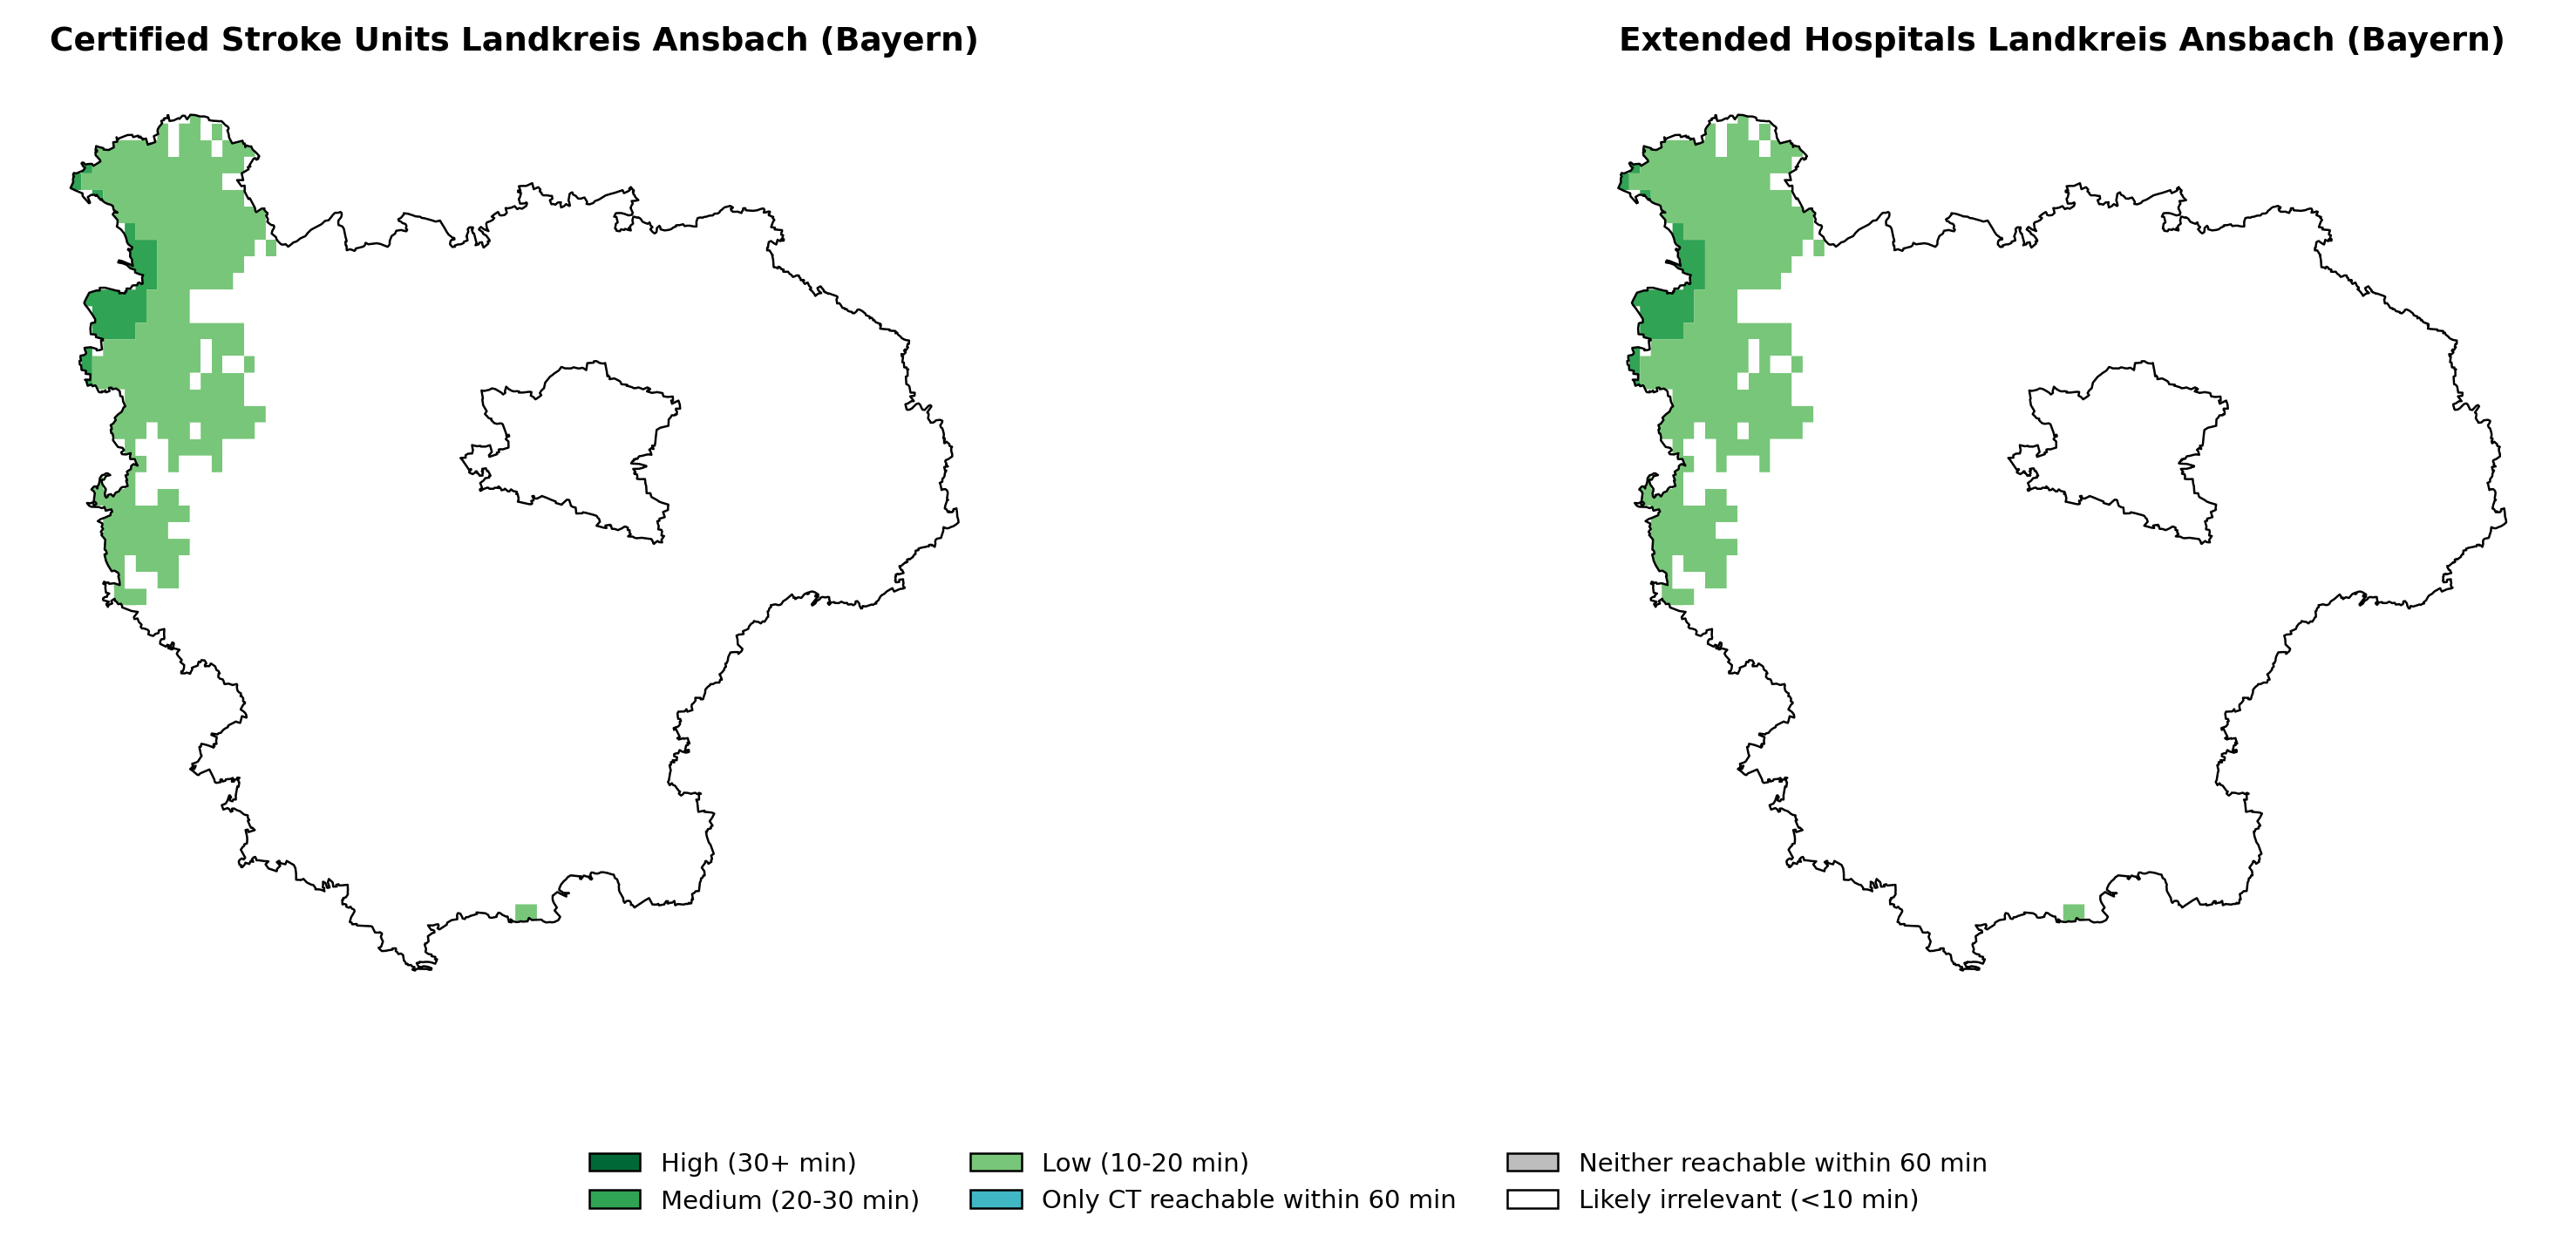 Certified Stroke Units Landkreis Ansbach (Bayern)
Extended Hospitals Landkreis Ansbach (Bayern)
High (30+ min)
Medium (20-30 min)
Low (10-20 min)
Only CT reachable within 60 min
Neither reachable within 60 min
Likely irrelevant (<10 min)